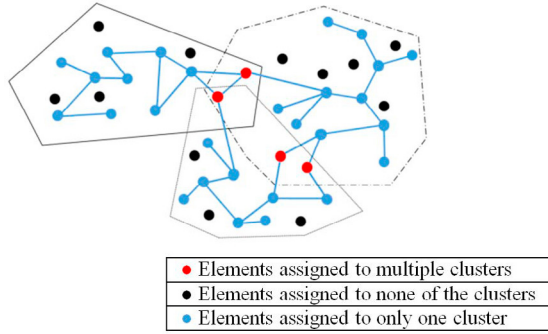 Elements assigned to multiple clusters
Elements assigned to none of the clusters
Elements assigned to only one cluster